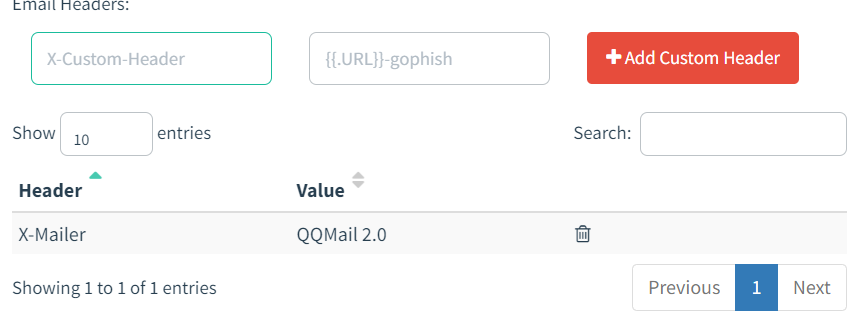 Email Headers:
X-Custom-Header
{{.URL}}-gophish
+ Add Custom Header
Show 10 entries
Search:
Header
Value
X-Mailer
QQMail 2.0
Showing 1 to 1 of 1 entries
Previous
1
Next